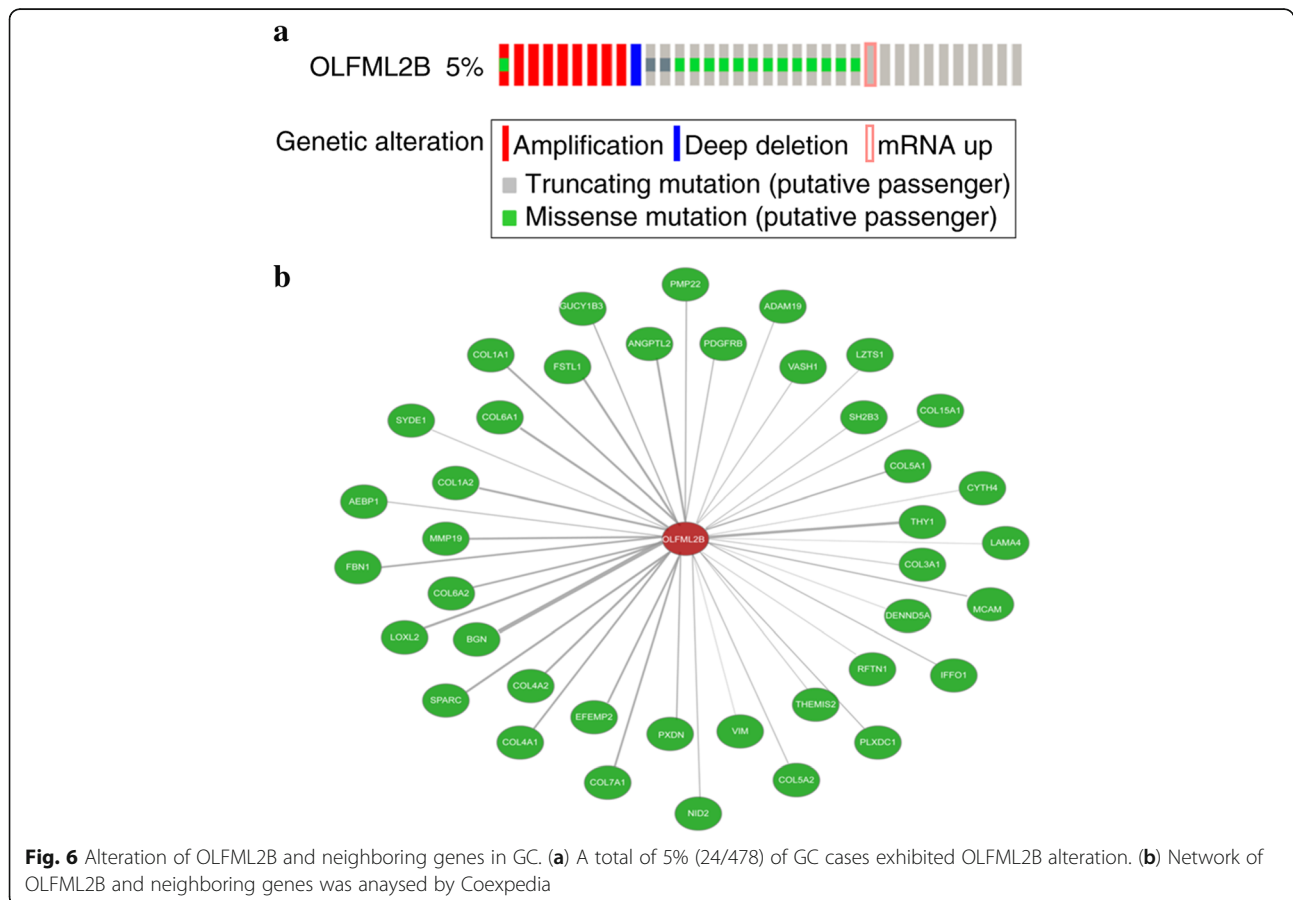 a
OLFML2B 5%
Genetic alteration
Amplification Deep deletion mRNA up
Truncating mutation (putative passenger)
Missense mutation (putative passenger)
b
PMP22
GUCY1B3
ADAM19
ANGPTL2
PDGFRB
COL1A1
FSTL1
VASH1
LZTS1
SYDE1
COL6A1
SH2B3
COL15A1
COL1A2
COL5A1
CYTH4
AEBP1
THY1
MMP19
OLFML2B
LAMA4
FBN1
COL3A1
COL6A2
MCAM
DENND5A
LOXL2
BGN
RFTN1
IFFO1
SPARC
COL4A2
THEMIS2
EFEMP2
COL4A1
PXDN
VIM
PLXDC1
COL7A1
COL5A2
NID2
Fig. 6 Alteration of OLFML2B and neighboring genes in GC. (a) A total of 5% (24/478) of GC cases exhibited OLFML2B alteration. (b) Network of
OLFML2B and neighboring genes was anaysed by Coexpedia